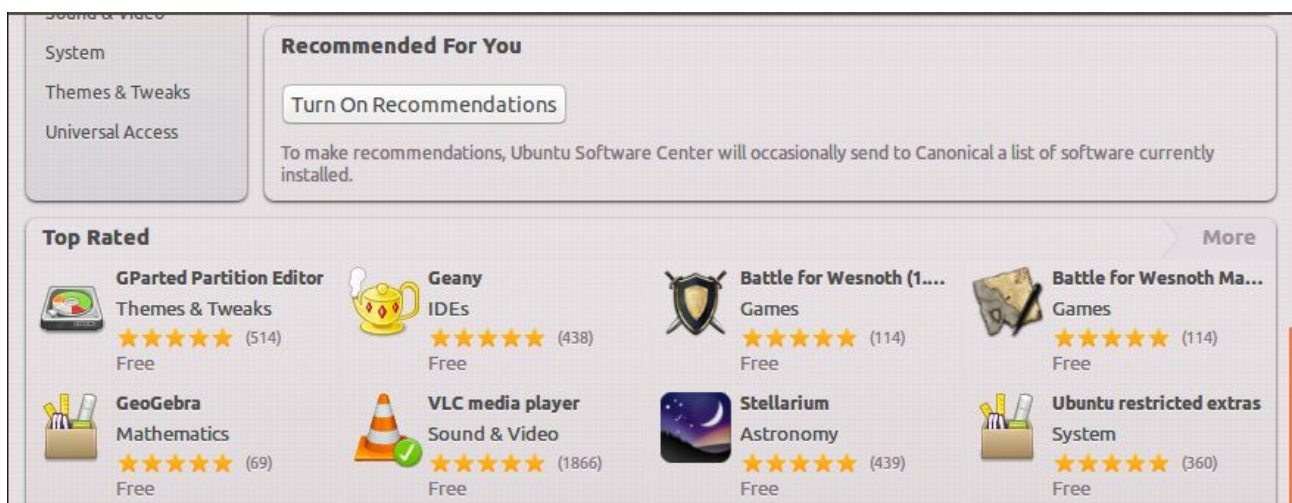 Sound & Video
System
Themes & Tweaks
Universal Access
Recommended For You
Turn On Recommendations
To make recommendations, Ubuntu Software Center will occasionally send to Canonical a list of software currently
installed.
Top Rated
More
GParted Partition Editor
Themes & Tweaks
(514)
Free
Geany
IDEs
(438)
Free
Battle for Wesnoth (1....
Games
(114)
Free
Battle for Wesnoth Ma...
Games
(114)
Free
GeoGebra
Mathematics
(69)
Free
VLC media player
Sound & Video
(1866)
Free
Stellarium
Astronomy
(439)
Free
Ubuntu restricted extras
System
(360)
Free